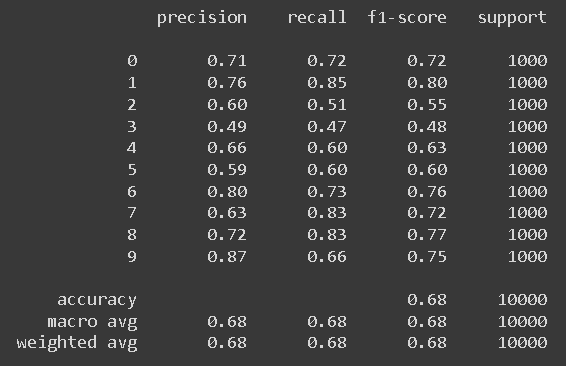 precision recall f1-score support
0 0.71 0.72 0.72 1000
1 0.76 0.85 0.80 1000
2 0.60 0.51 0.55 1000
3 0.49 0.47 0.48 1000
4 0.66 0.60 0.63 1000
5 0.59 0.60 0.60 1000
6 0.80 0.73 0.76 1000
7 0.63 0.83 0.72 1000
8 0.72 0.83 0.77 1000
9 0.87 0.66 0.75 1000
accuracy 0.68 10000
macro avg 0.68 0.68 0.68 10000
weighted avg 0.68 0.68 0.68 10000